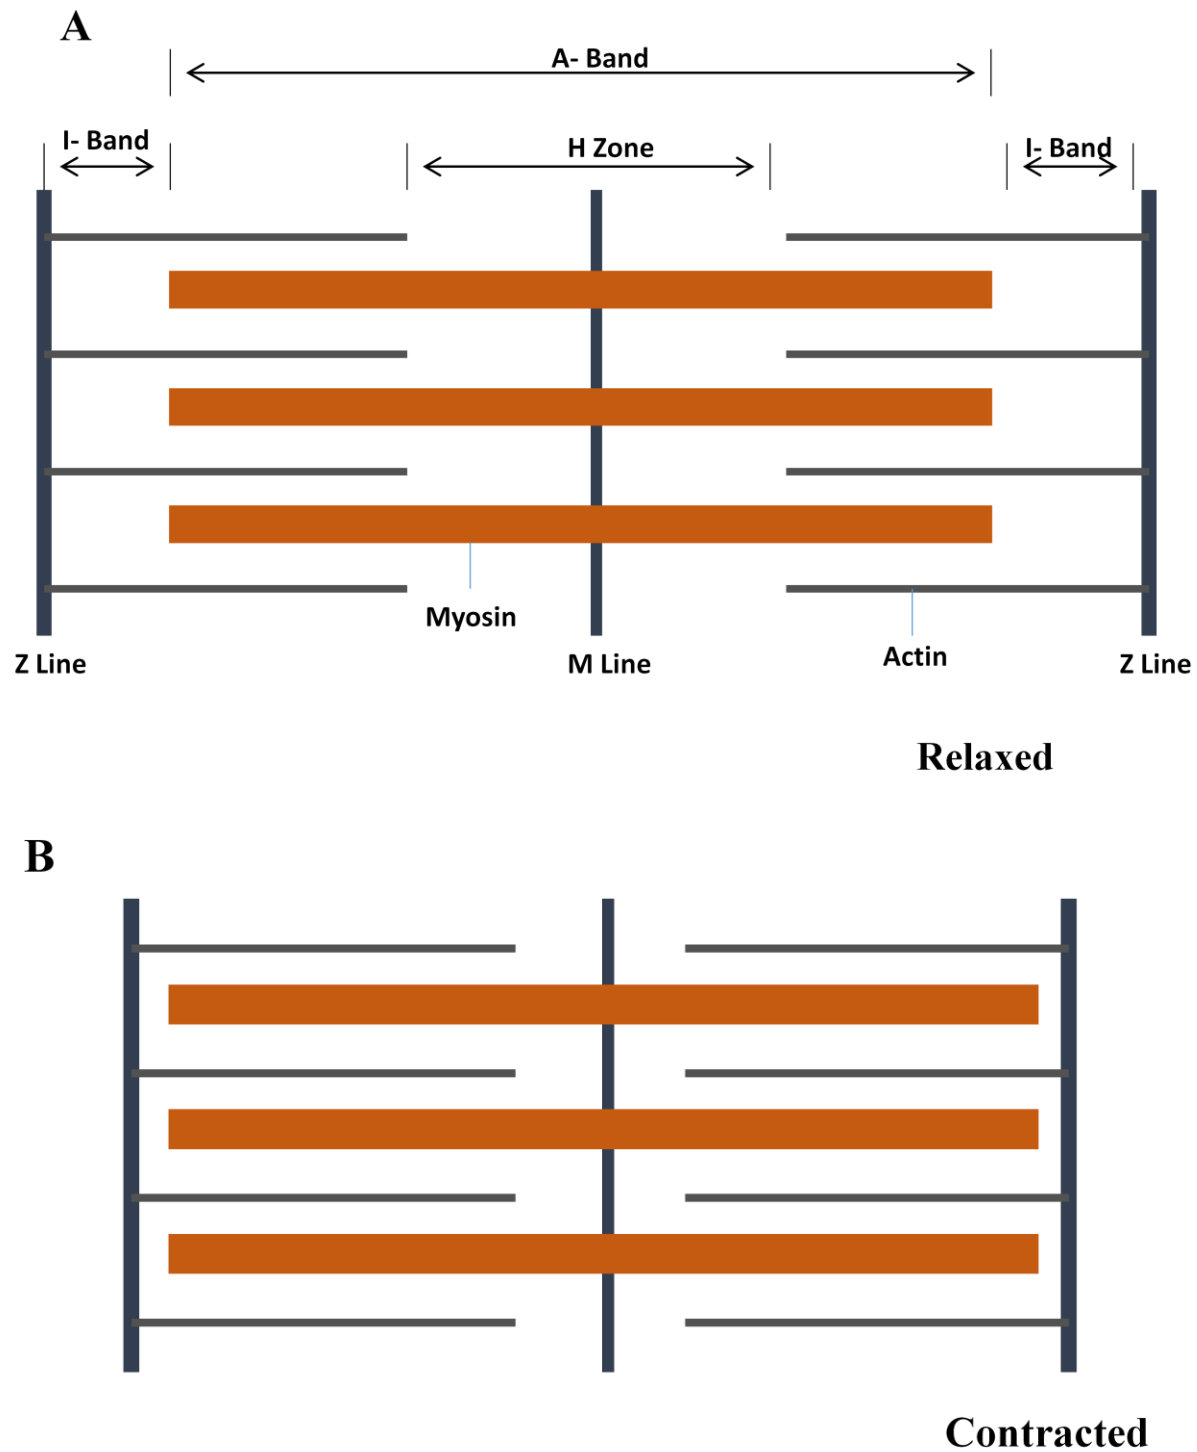 A
A- Band
I- Band
H Zone
I- Band
Myosin
Actin
Z Line
M Line
Z Line
Relaxed
B
Contracted